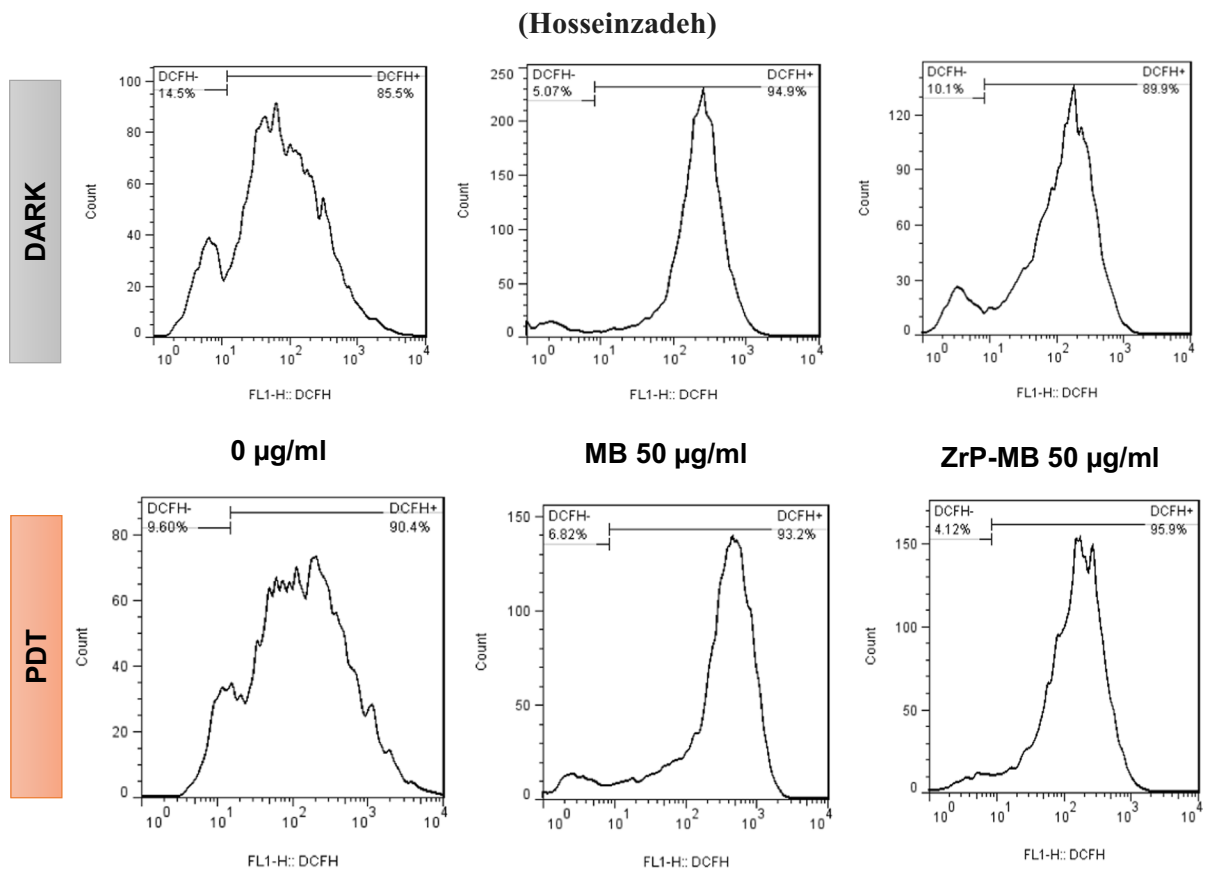 (Hosseinzadeh)
DARK
DCFH-
14.5%
DCFH+
85.5%
100
80
60
40
20
0
Count
10^0 10^1 10^2 10^3 10^4
FL1-H:: DCFH
DCFH-
5.07%
DCFH+
94.9%
250
200
150
100
50
0
Count
10^0 10^1 10^2 10^3 10^4
FL1-H:: DCFH
DCFH-
10.1%
DCFH+
89.9%
120
90
60
30
0
Count
10^0 10^1 10^2 10^3 10^4
FL1-H:: DCFH
0 µg/ml
MB 50 µg/ml
ZrP-MB 50 µg/ml
PDT
DCFH-
9.60%
DCFH+
90.4%
80
60
40
20
0
Count
10^0 10^1 10^2 10^3 10^4
FL1-H:: DCFH
DCFH-
6.82%
DCFH+
93.2%
150
100
50
0
Count
10^0 10^1 10^2 10^3 10^4
FL1-H:: DCFH
DCFH-
4.12%
DCFH+
95.9%
150
100
50
0
Count
10^0 10^1 10^2 10^3 10^4
FL1-H:: DCFH